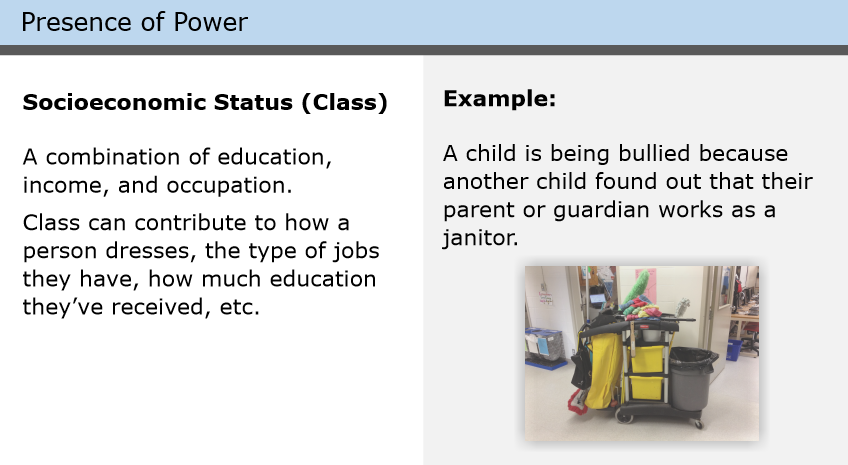 Presence of Power
Socioeconomic Status (Class)
A combination of education,
income, and occupation.
Class can contribute to how a
person dresses, the type of jobs
they have, how much education
they’ve received, etc.
Example:
A child is being bullied because
another child found out that their
parent or guardian works as a
janitor.